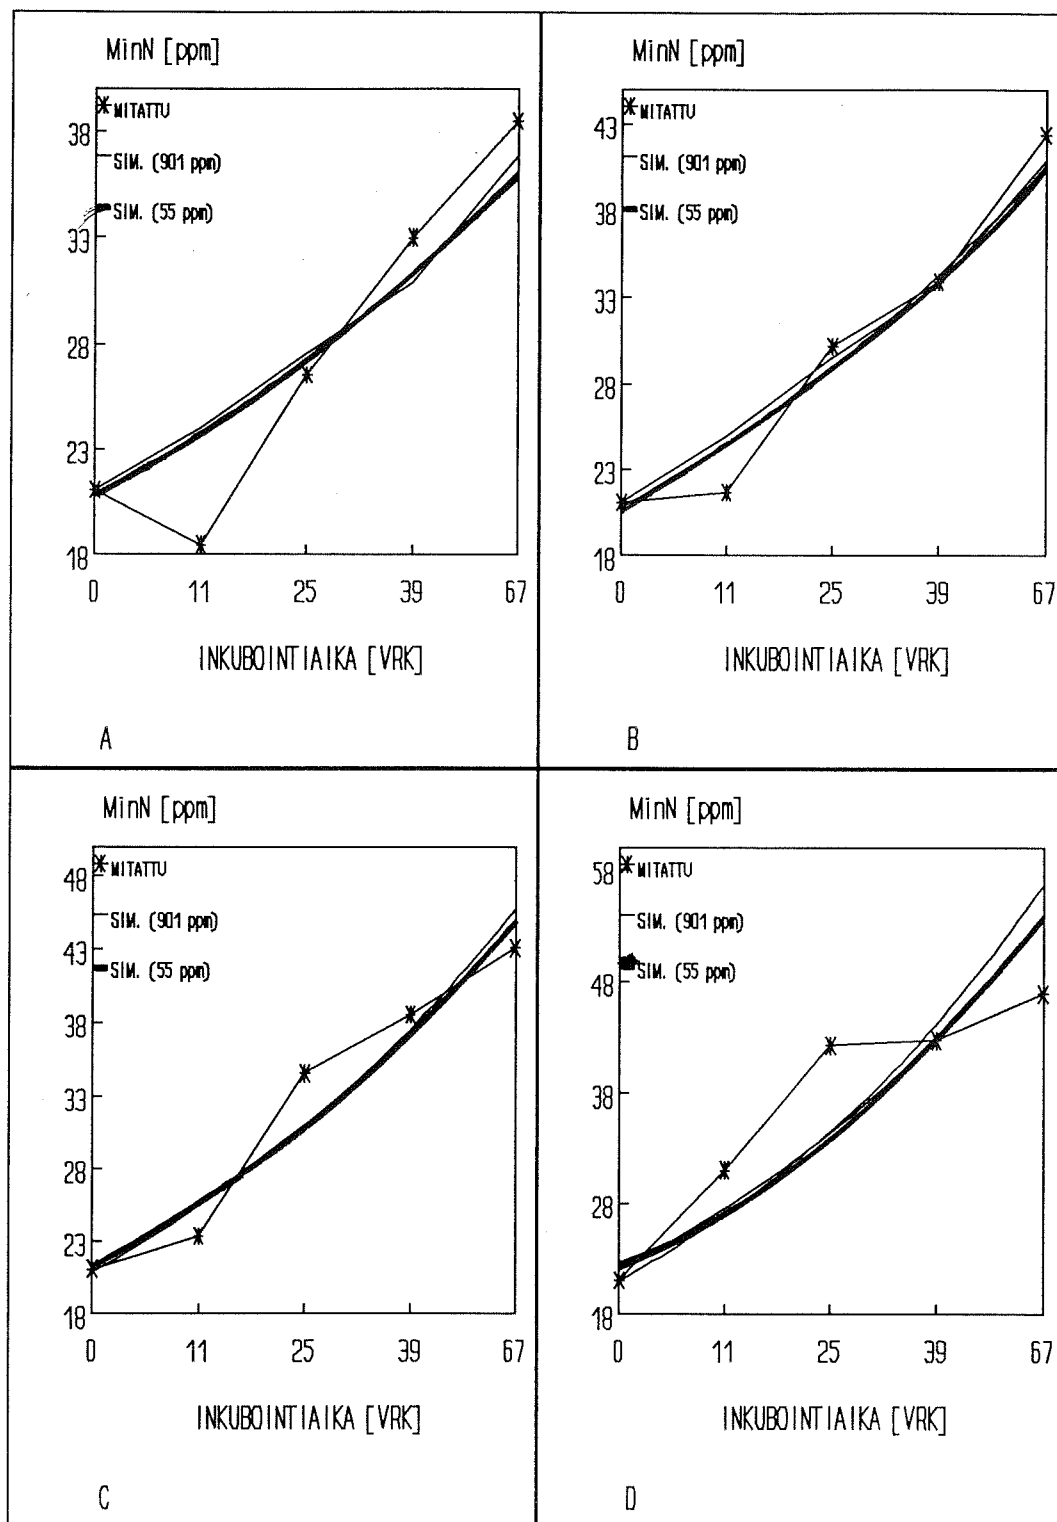 MinN [ppm]
MITATTU
38
SIM. (901 ppm)
SIM. (55 ppm)
33
28
23
18
0 11 25 39 67
INKUBOINTIAIKA [VRK]
A
MinN [ppm]
MITATTU
43
SIM. (901 ppm)
38
SIM. (55 ppm)
33
28
23
18
0 11 25 39 67
INKUBOINTIAIKA [VRK]
B
MinN [ppm]
48
MITATTU
SIM. (901 ppm)
43
SIM. (55 ppm)
38
33
28
23
18
0 11 25 39 67
INKUBOINTIAIKA [VRK]
C
MinN [ppm]
58
MITATTU
SIM. (901 ppm)
SIM. (55 ppm)
48
38
28
18
0 11 25 39 67
INKUBOINTIAIKA [VRK]
D